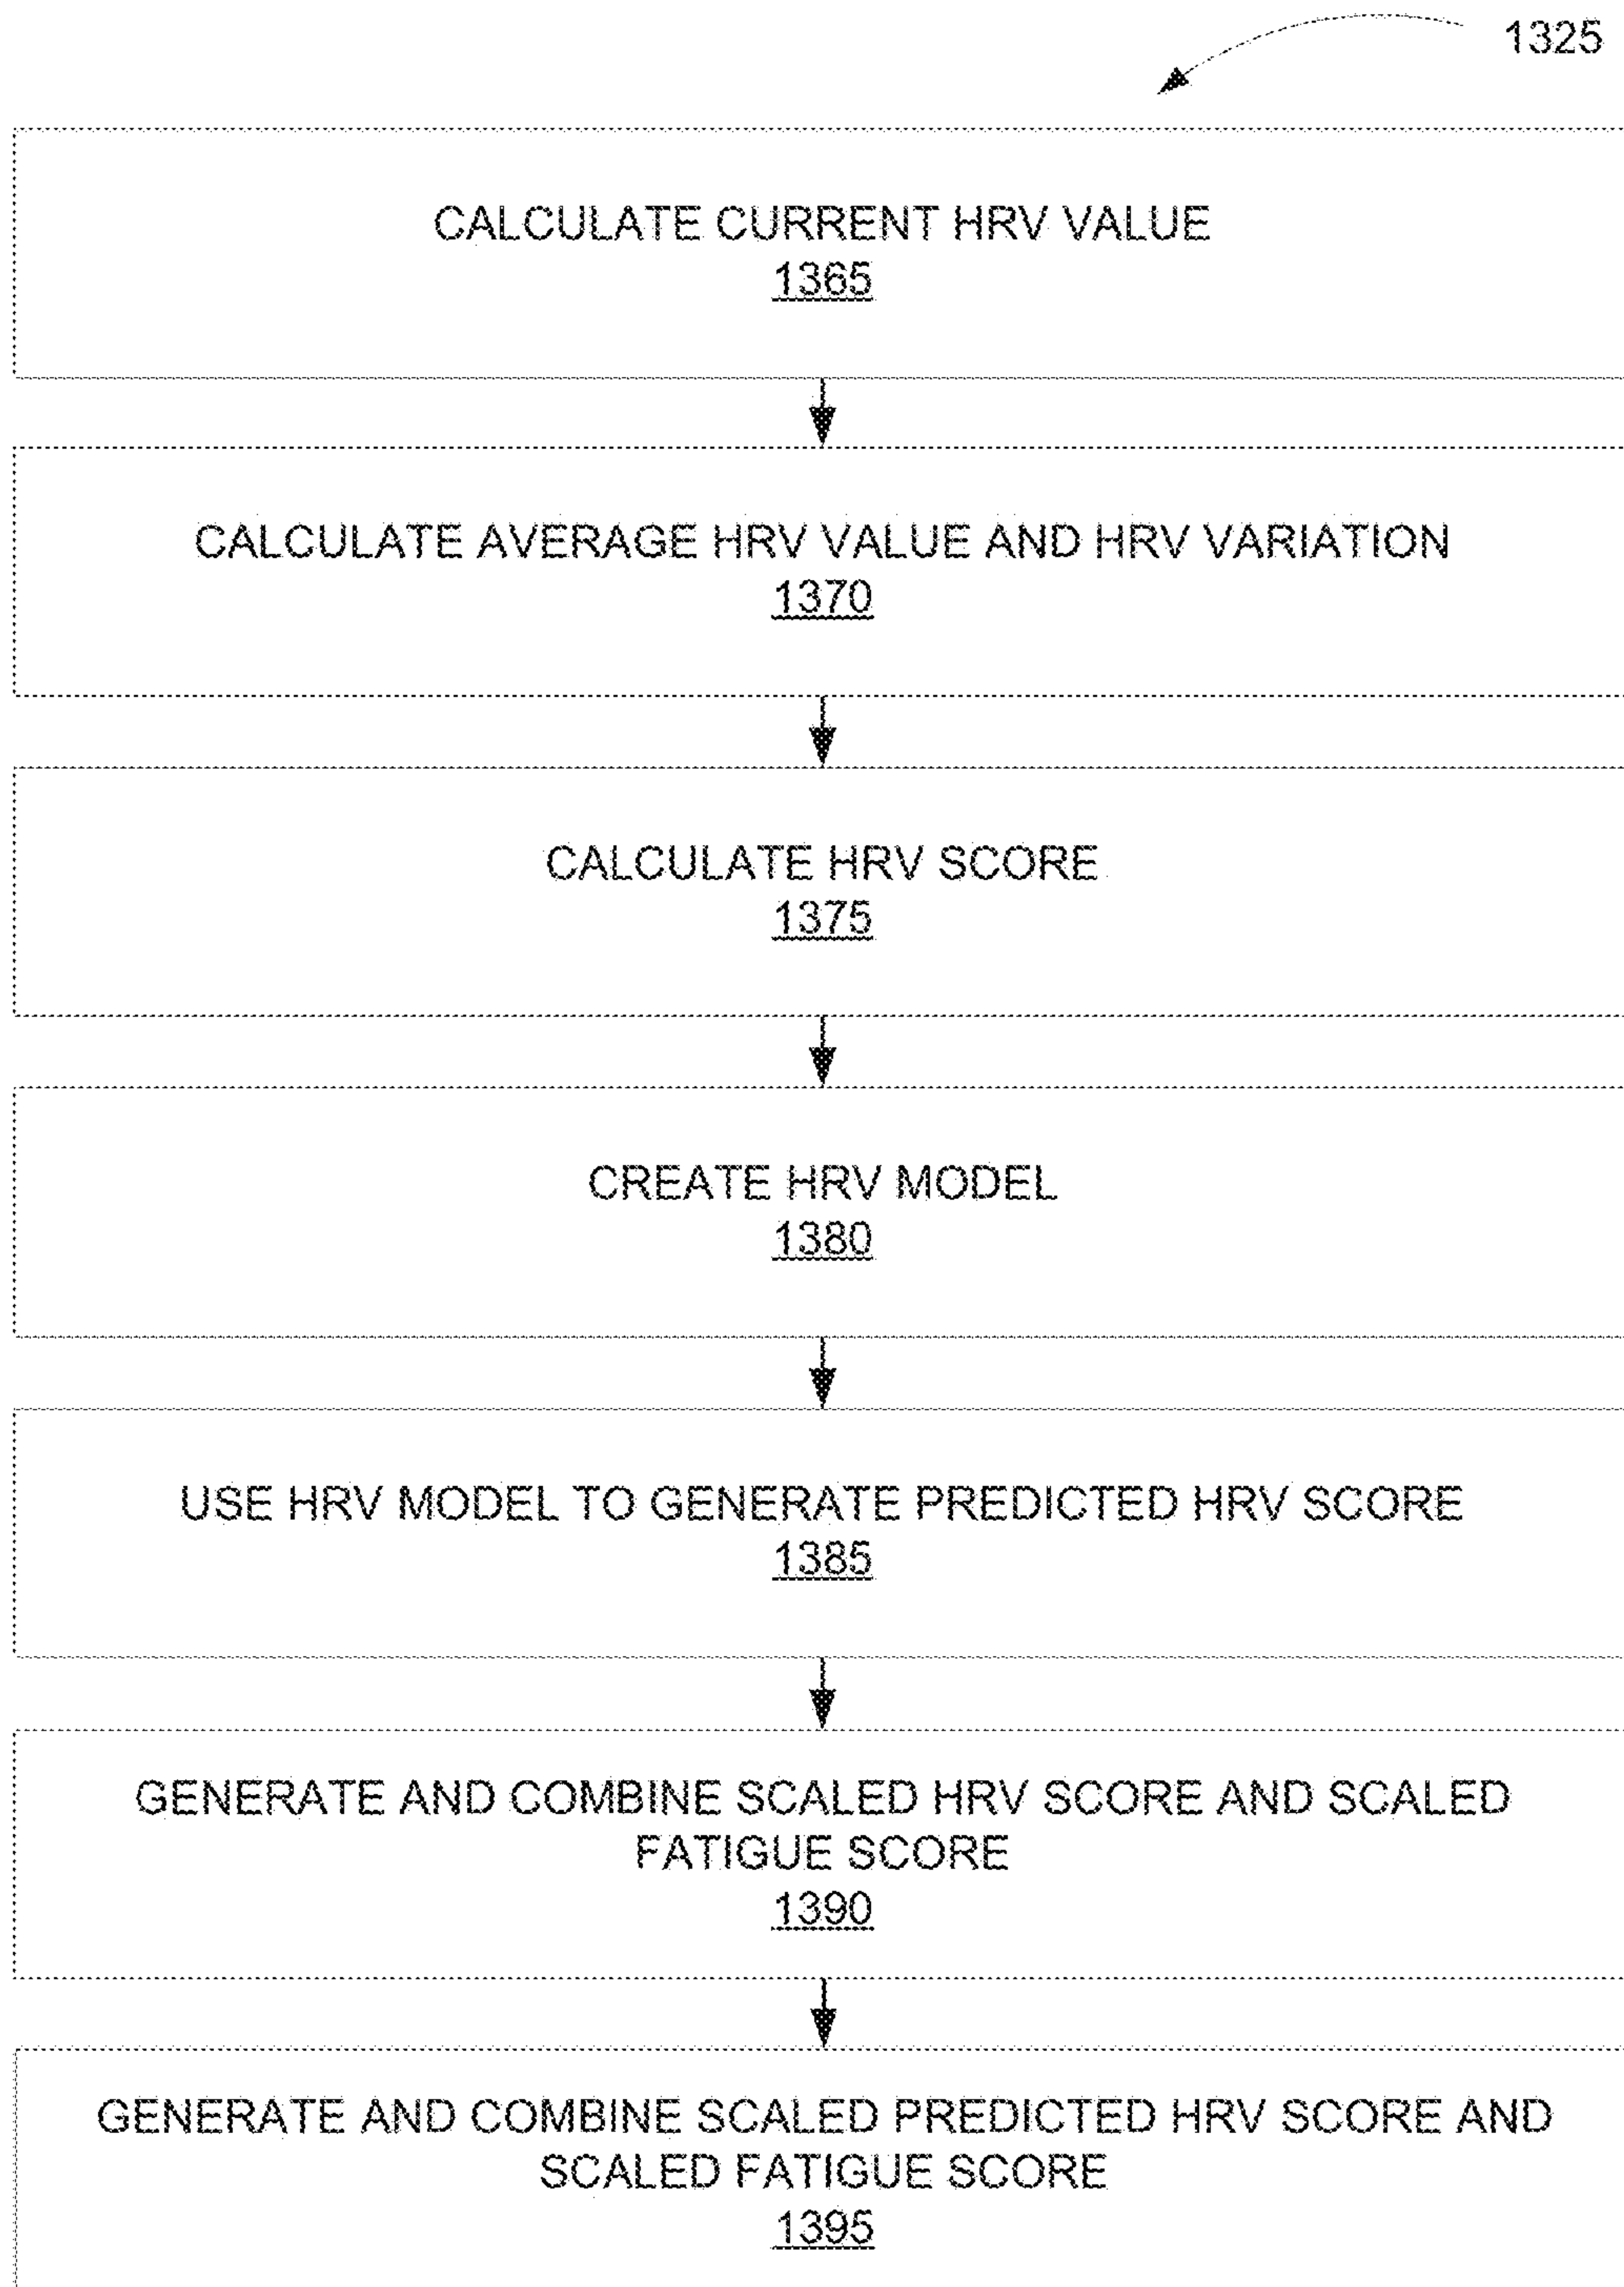 1325
CALCULATE CURRENT HRV VALUE
1365
CALCULATE AVERAGE HRV VALUE AND HRV VARIATION
1370
CALCULATE HRV SCORE
1375
CREATE HRV MODEL
1380
USE HRV MODEL TO GENERATE PREDICTED HRV SCORE
1385
GENERATE AND COMBINE SCALED HRV SCORE AND SCALED
FATIGUE SCORE
1390
GENERATE AND COMBINE SCALED PREDICTED HRV SCORE AND
SCALED FATIGUE SCORE
1395